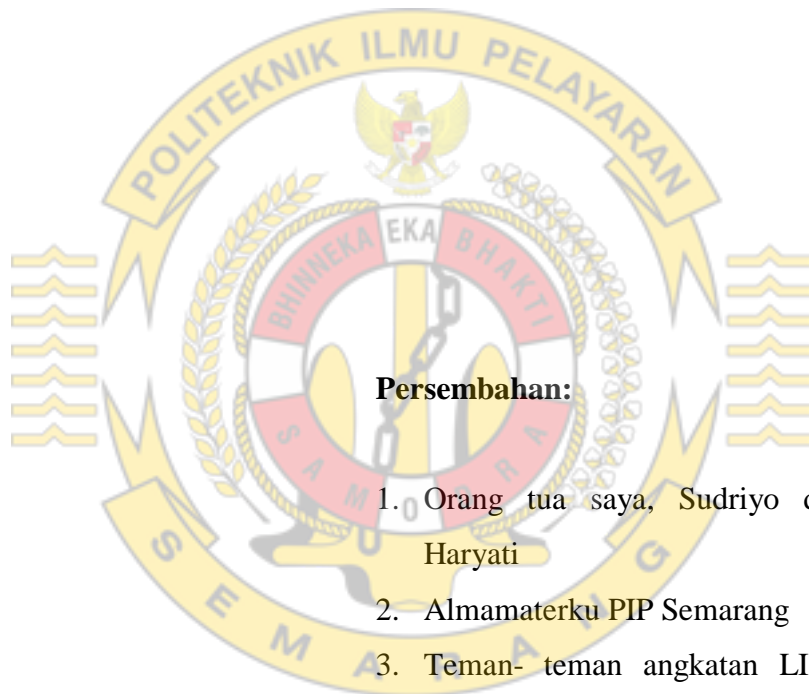 POLITEKNIK ILMU PELAYARAN
BHINNEKA EKA BHAKTI
SAMODRA
SEMARANG
Persembahan:
1. Orang tua saya, Sudriyo
Haryati
2. Almamaterku PIP Semarang
3. Teman- teman angkatan